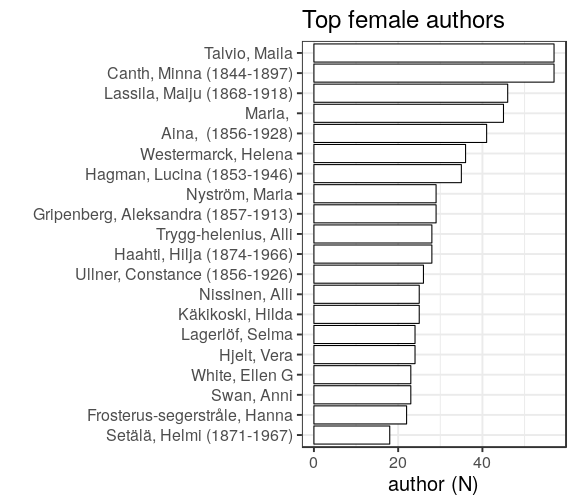 Top female authors
Talvio, Maila
Canth, Minna (1844-1897)
Lassila, Maiju (1868-1918)
Maria,
Aina, (1856-1928)
Westermarck, Helena
Hagman, Lucina (1853-1946)
Nyström, Maria
Gripenberg, Aleksandra (1857-1913)
Trygg-helenius, Alli
Haahti, Hilja (1874-1966)
Ullner, Constance (1856-1926)
Nissinen, Alli
Käkikoski, Hilda
Lagerlöf, Selma
Hjelt, Vera
White, Ellen G
Swan, Anni
Frosterus-segerstråle, Hanna
Setälä, Helmi (1871-1967)
0 20 40
author (N)